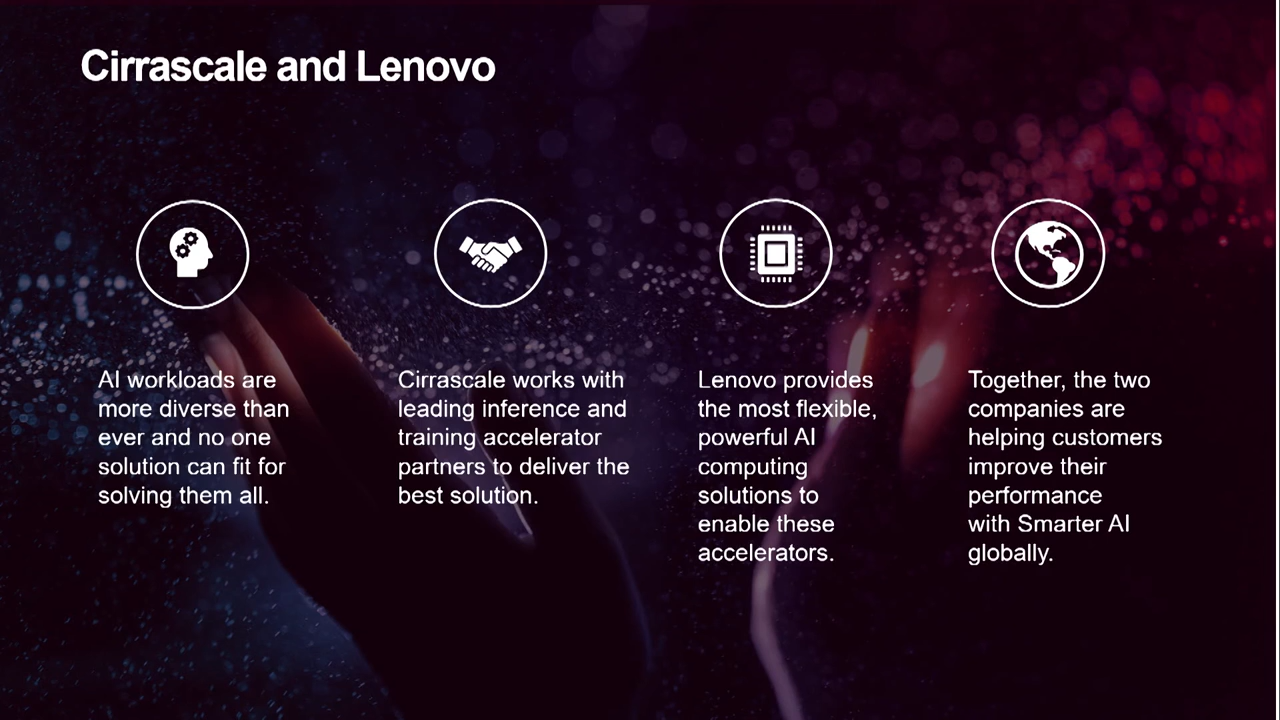 Cirrascale and Lenovo
AI workloads are
more diverse than
ever and no one
solution can fit for
solving them all.
Cirrascale works with
leading inference and
training accelerator
partners to deliver the
best solution.
Lenovo provides
the most flexible,
powerful AI
computing
solutions to
enable these
accelerators.
Together, the two
companies are
helping customers
improve their
performance
with Smarter AI
globally.